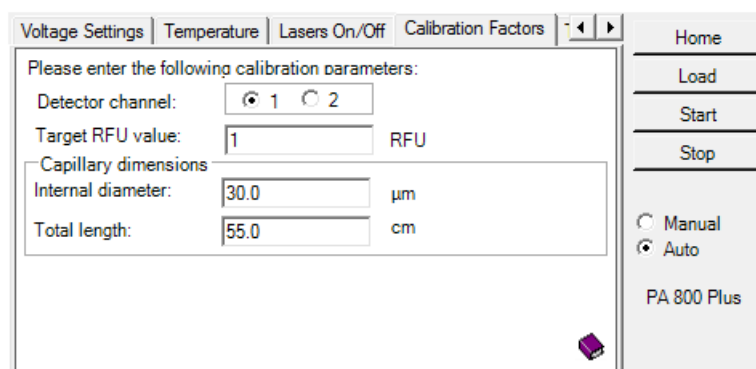 Voltage Settings Temperature Lasers On/Off Calibration Factors
Please enter the following calibration parameters:
Detector channel: 1 2
Target RFU value: 1 RFU
Capillary dimensions
Internal diameter: 30.0 µm
Total length: 55.0 cm
Home
Load
Start
Stop
Manual
Auto
PA 800 Plus